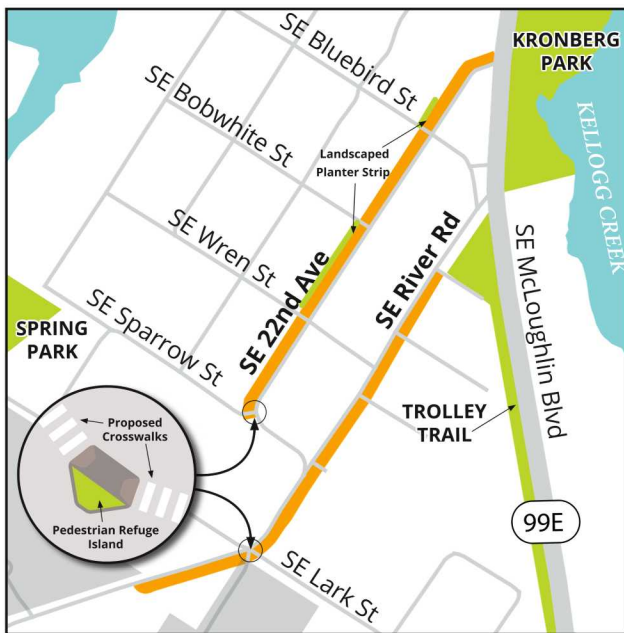 SE Bluebird St
KRONBERG
PARK
SE Bobwhite St
KELLOGG CREEK
Landscaped
Planter Strip
SE Wren St
SE 22nd Ave
SE River Rd
SE McLoughlin Blvd
SE Sparrow St
SPRING
PARK
TROLLEY
TRAIL
Proposed
Crosswalks
Pedestrian Refuge
Island
99E
SE Lark St